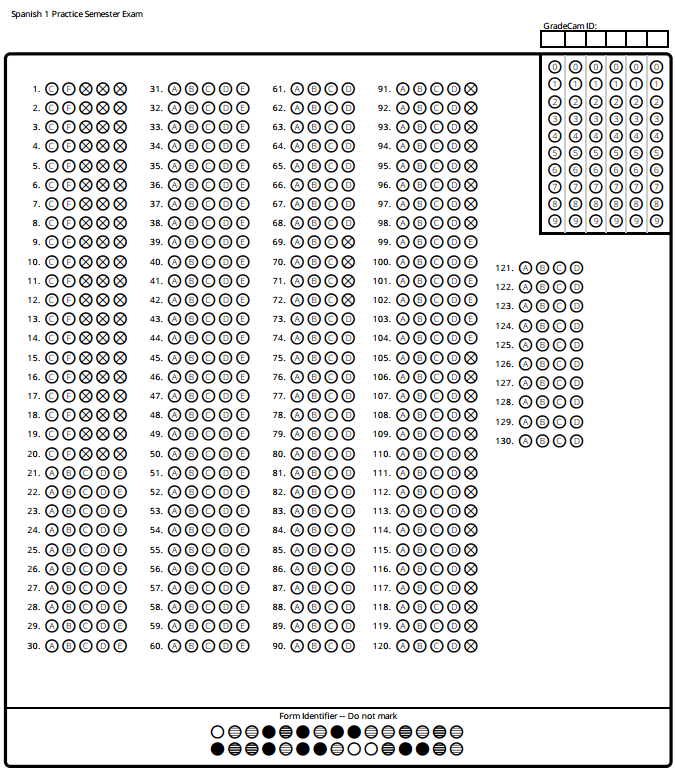 Spanish 1 Practice Semester Exam
GradeCam ID:
0 0 0 0 0 0
1 1 1 1 1 1
2 2 2 2 2 2
3 3 3 3 3 3
4 4 4 4 4 4
5 5 5 5 5 5
6 6 6 6 6 6
7 7 7 7 7 7
8 8 8 8 8 8
9 9 9 9 9 9
1. C F
2. C F
3. C F
4. C F
5. C F
6. C F
7. C F
8. C F
9. C F
10. C F
11. C F
12. C F
13. C F
14. C F
15. C F
16. C F
17. C F
18. C F
19. C F
20. C F
21. A B C D E
22. A B C D E
23. A B C D E
24. A B C D E
25. A B C D E
26. A B C D E
27. A B C D E
28. A B C D E
29. A B C D E
30. A B C D E
31. A B C D E
32. A B C D E
33. A B C D E
34. A B C D E
35. A B C D E
36. A B C D E
37. A B C D E
38. A B C D E
39. A B C D E
40. A B C D E
41. A B C D E
42. A B C D E
43. A B C D E
44. A B C D E
45. A B C D E
46. A B C D E
47. A B C D E
48. A B C D E
49. A B C D E
50. A B C D E
51. A B C D E
52. A B C D E
53. A B C D E
54. A B C D E
55. A B C D E
56. A B C D E
57. A B C D E
58. A B C D E
59. A B C D E
60. A B C D E
61. A B C D
62. A B C D
63. A B C D
64. A B C D
65. A B C D
66. A B C D
67. A B C D
68. A B C D
69. A B C
70. A B C
71. A B C
72. A B C
73. A B C D
74. A B C D
75. A B C D
76. A B C D
77. A B C D
78. A B C D
79. A B C D
80. A B C D
81. A B C D
82. A B C D
83. A B C D
84. A B C D
85. A B C D
86. A B C D
87. A B C D
88. A B C D
89. A B C D
90. A B C D
91. A B C D
92. A B C D
93. A B C D
94. A B C D
95. A B C D
96. A B C D
97. A B C D
98. A B C D
99. A B C D E
100. A B C D E
101. A B C D E
102. A B C D E
103. A B C D E
104. A B C D E
105. A B C D
106. A B C D
107. A B C D
108. A B C D
109. A B C D
110. A B C D
111. A B C D
112. A B C D
113. A B C D
114. A B C D
115. A B C D
116. A B C D
117. A B C D
118. A B C D
119. A B C D
120. A B C D
121. A B C D
122. A B C D
123. A B C D
124. A B C D
125. A B C D
126. A B C D
127. A B C D
128. A B C D
129. A B C D
130. A B C D
Form Identifier -- Do not mark